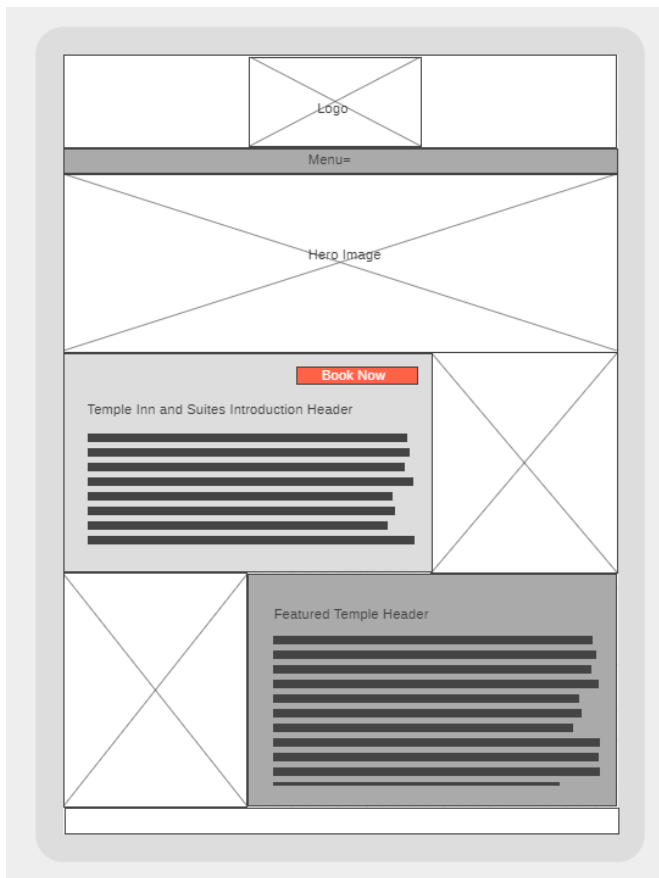 Logo
Menu=
Hero Image
Book Now
Temple Inn and Suites Introduction Header
Featured Temple Header